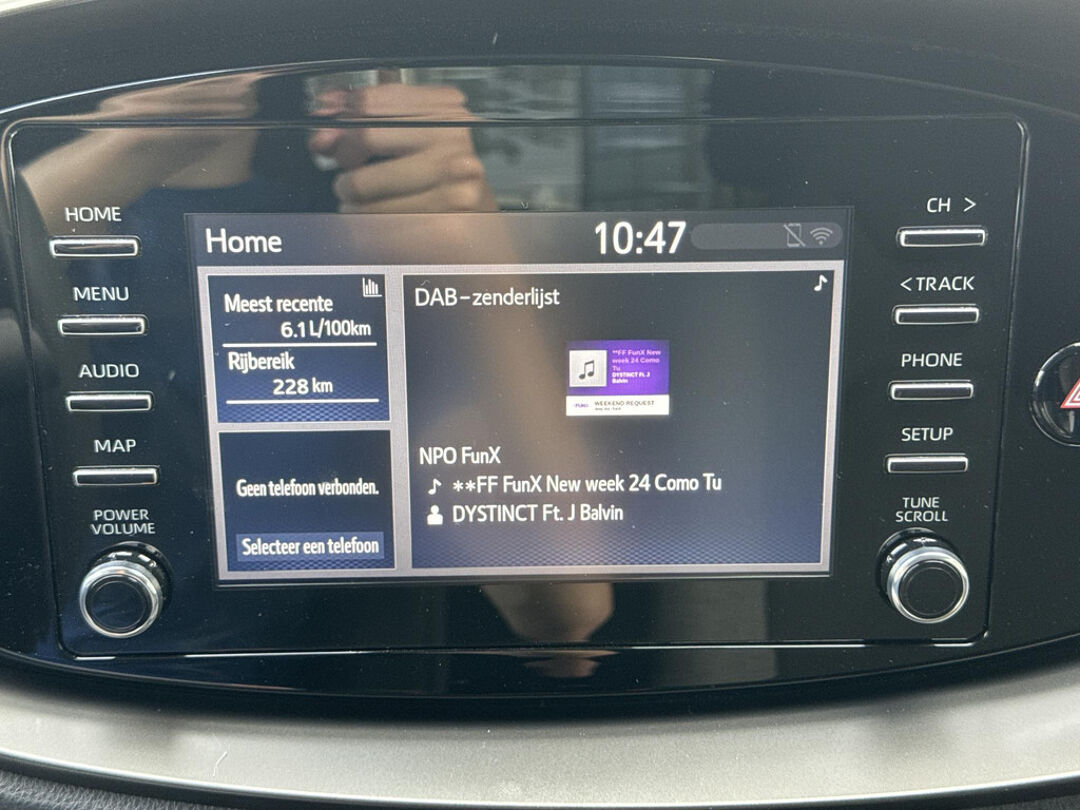 HOME
MENU
AUDIO
MAP
POWER
VOLUME
Home
10:47
Meest recente
6.1 L/100km
Rijbereik
228 km
Geen telefoon verbonden.
Selecteer een telefoon
DAB-zenderlijst
**FF FunX New
week 24 Como
Tu
DYSTINCT Ft. J
Balvin
WEEKEND REQUEST
NPO FunX
**FF FunX New week 24 Como Tu
DYSTINCT Ft. J Balvin
CH >
< TRACK
PHONE
SETUP
TUNE
SCROLL